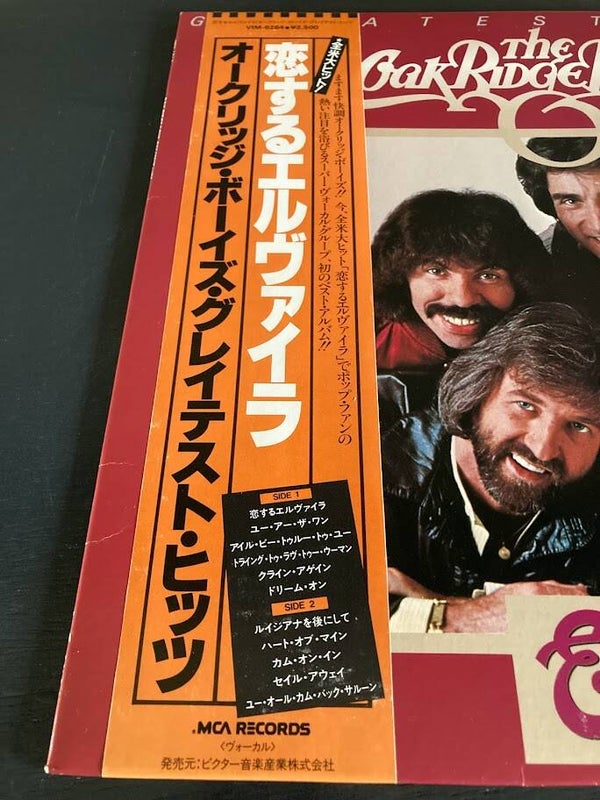 G ATEST
the
Oak Ridge
VIM-6264●¥2,500
・全米大ヒット!
恋するエルヴァイラ
オークリッジ・ボーイズ・グレイテスト・ヒッツ
ますます快調オークリッジ・ボーイズ!! 今、全米大ヒット「恋するエルヴァイラ」でポップ・ファンの
熱い注目を浴びるスーパー・ヴォーカル・グループ、初のベスト・アルバム!!
SIDE 1
恋するエルヴァイラ
ユー・アー・ザ・ワン
アイル・ビー・トゥルー・トゥ・ユー
トライング・トゥ・ラヴ・トゥー・ウーマン
クライン・アゲイン
ドリーム・オン
SIDE 2
ルイジアナを後にして
ハート・オブ・マイン
カム・オン・イン
セイル・アウェイ
ユー・オール・カム・バック・サルーン
MCA RECORDS
〈ヴォーカル〉
発売元:ビクター音楽産業株式会社